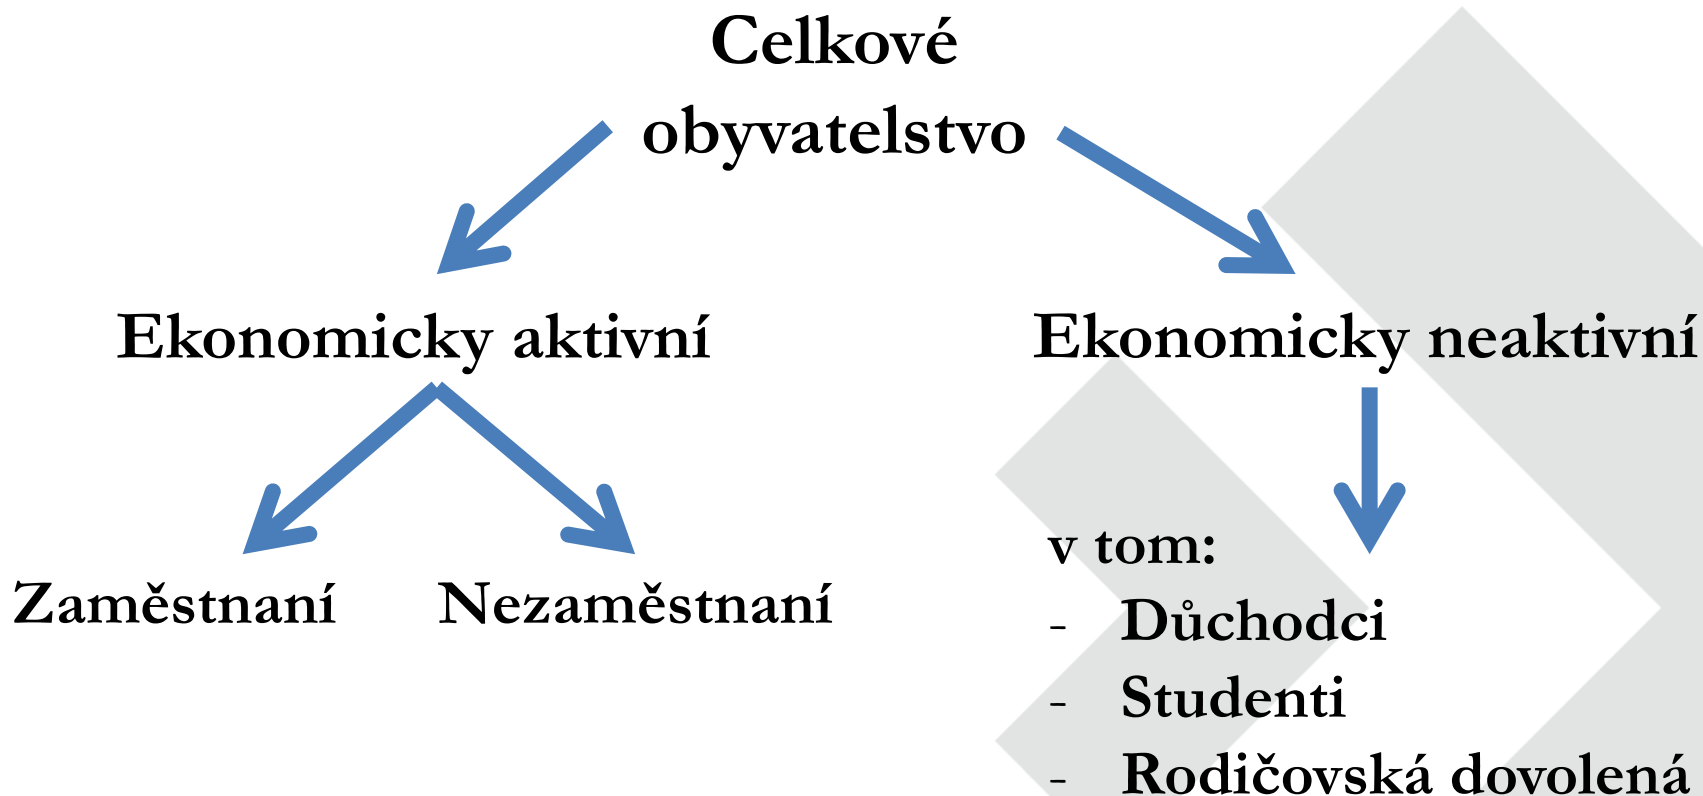 Celkové
obyvatelstvo
Ekonomicky aktivní
Ekonomicky neaktivní
Zaměstnaní
Nezaměstnaní
v tom:
- Důchodci
- Studenti
- Rodičovská dovolená